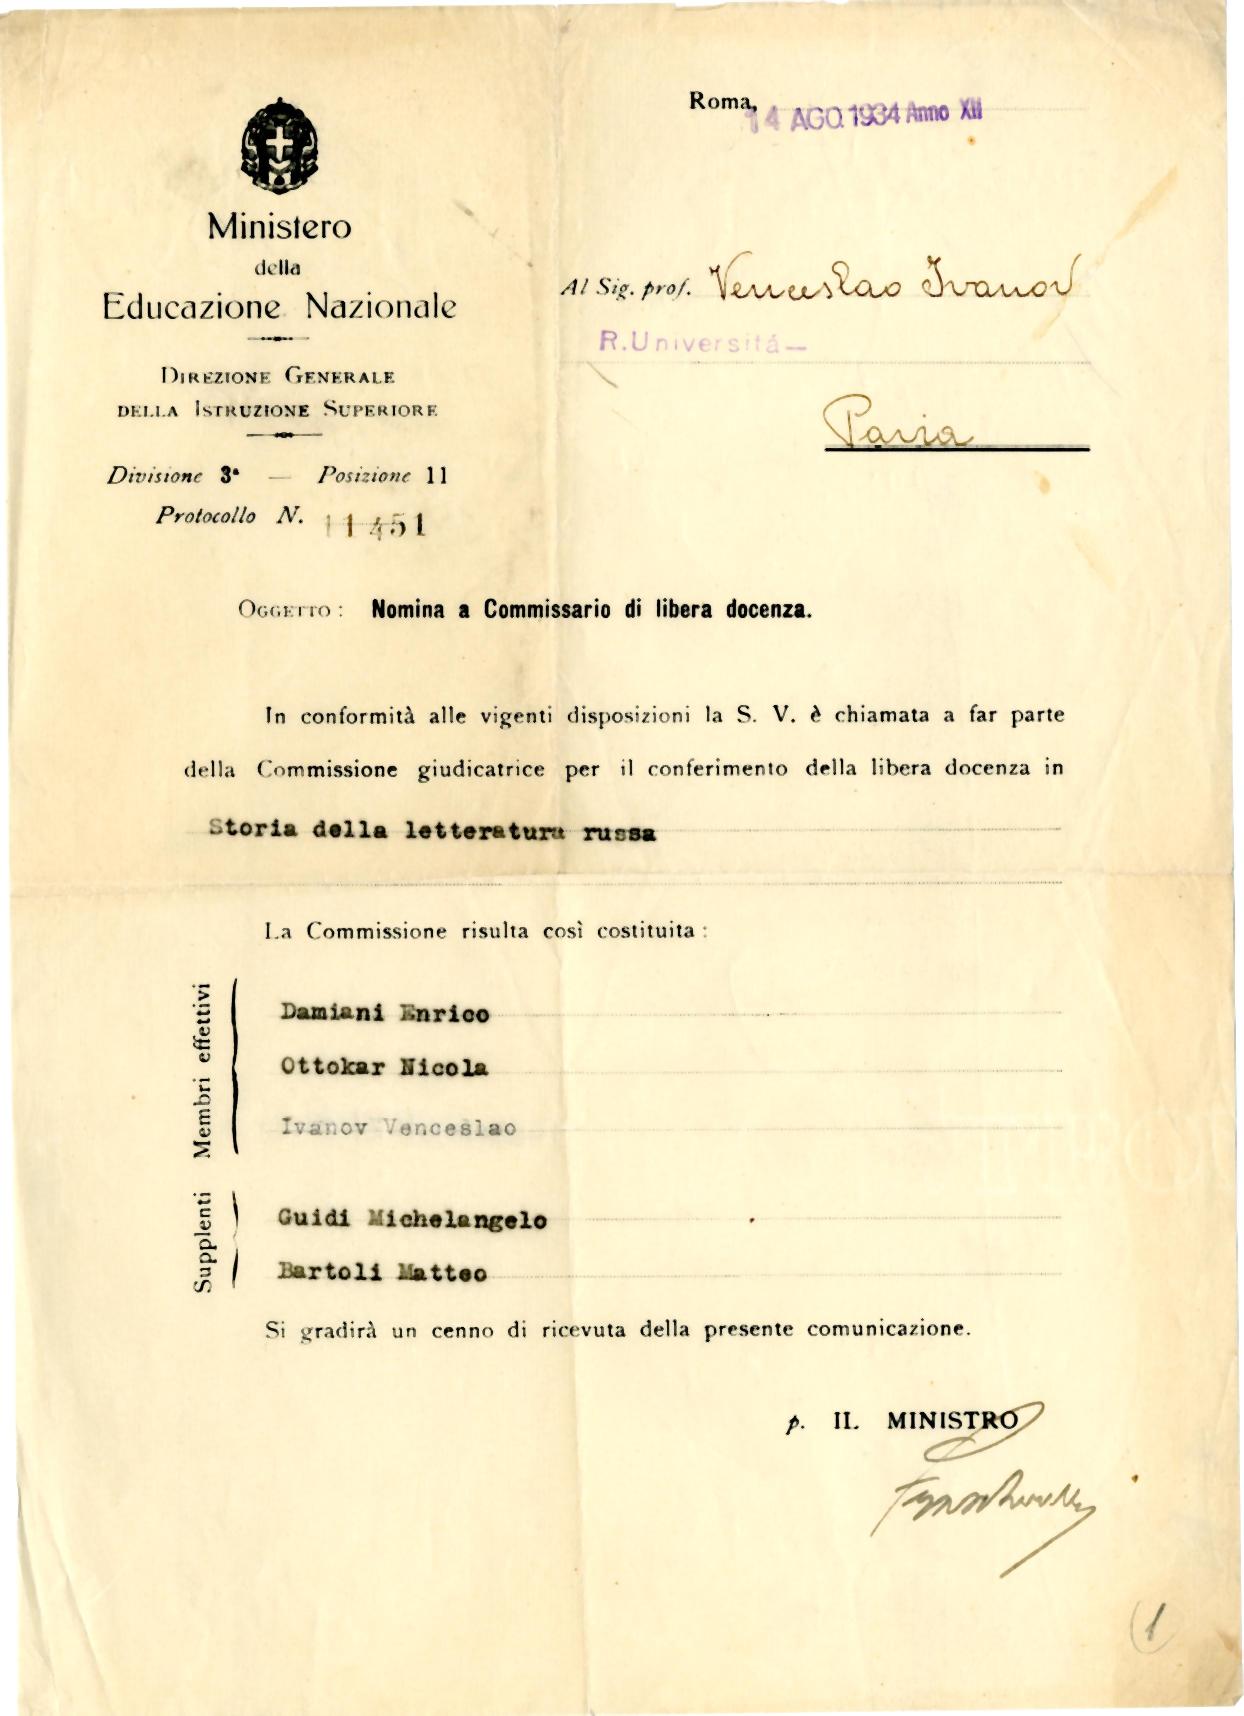 Roma, 14 AGO.1934 Anno XII
Ministero
della
Educazione Nazionale
DIREZIONE GENERALE
DELLA ISTRUZIONE SUPERIORE
Divisione 3ª — Posizione 11
Protocollo N. 11451
Al Sig. prof. Venceslao Ivanov
R.Universitá—
Pavia
OGGETTO: Nomina a Commissario di libera docenza.
In conformità alle vigenti disposizioni la S. V. è chiamata a far parte
della Commissione giudicatrice per il conferimento della libera docenza in
Storia della letteratura russa
La Commissione risulta così costituita :
Membri effettivi
Damiani Enrico
Ottokar Nicola
Ivanov Venceslao
Supplenti
Guidi Michelangelo
Bartoli Matteo
Si gradirà un cenno di ricevuta della presente comunicazione.
p. IL MINISTRO
1